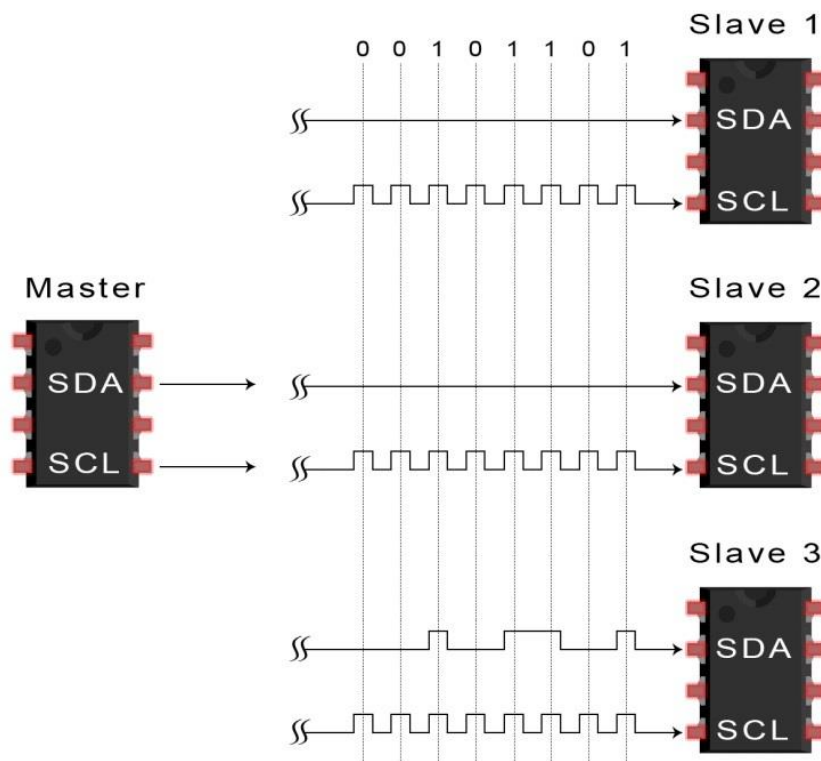 Slave 1
0 0 1 0 1 1 0 1
SDA
SCL
Master
SDA
SCL
Slave 2
SDA
SCL
Slave 3
SDA
SCL